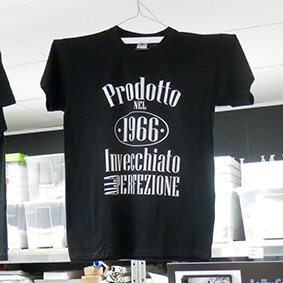 Prodotto
NEL
· 1966 ·
Invecchiato
ALLA PERFEZIONE